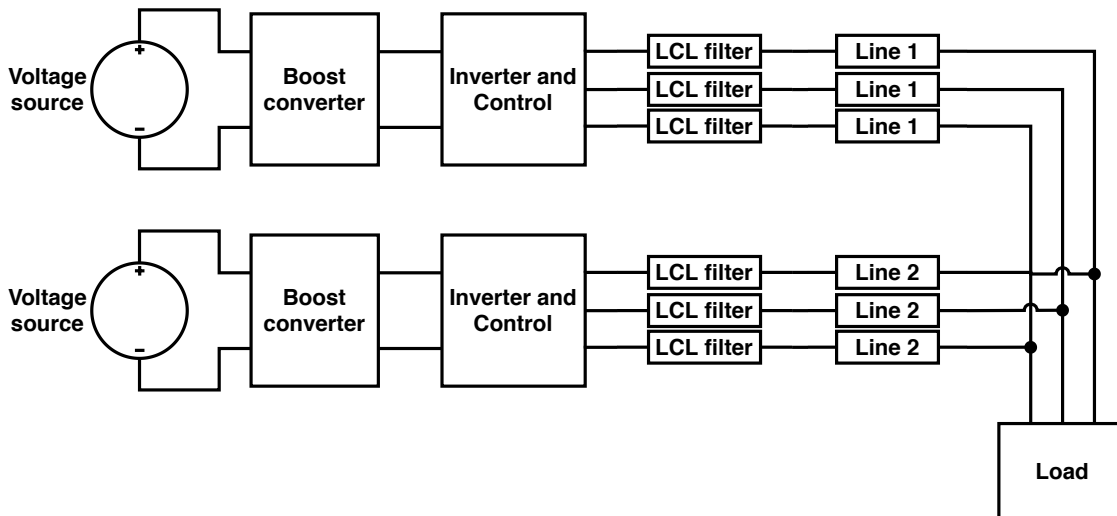 +
Voltage
source
−
Boost
converter
Inverter and
Control
LCL filter
Line 1
LCL filter
Line 1
LCL filter
Line 1
+
Voltage
source
−
Boost
converter
Inverter and
Control
LCL filter
Line 2
LCL filter
Line 2
LCL filter
Line 2
Load